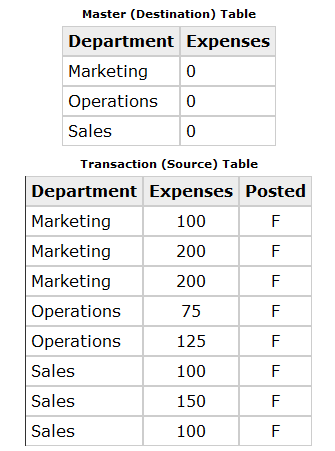 Master (Destination) Table
Department Expenses
Marketing 0
Operations 0
Sales 0
Transaction (Source) Table
Department Expenses Posted
Marketing 100 F
Marketing 200 F
Marketing 200 F
Operations 75 F
Operations 125 F
Sales 100 F
Sales 150 F
Sales 100 F